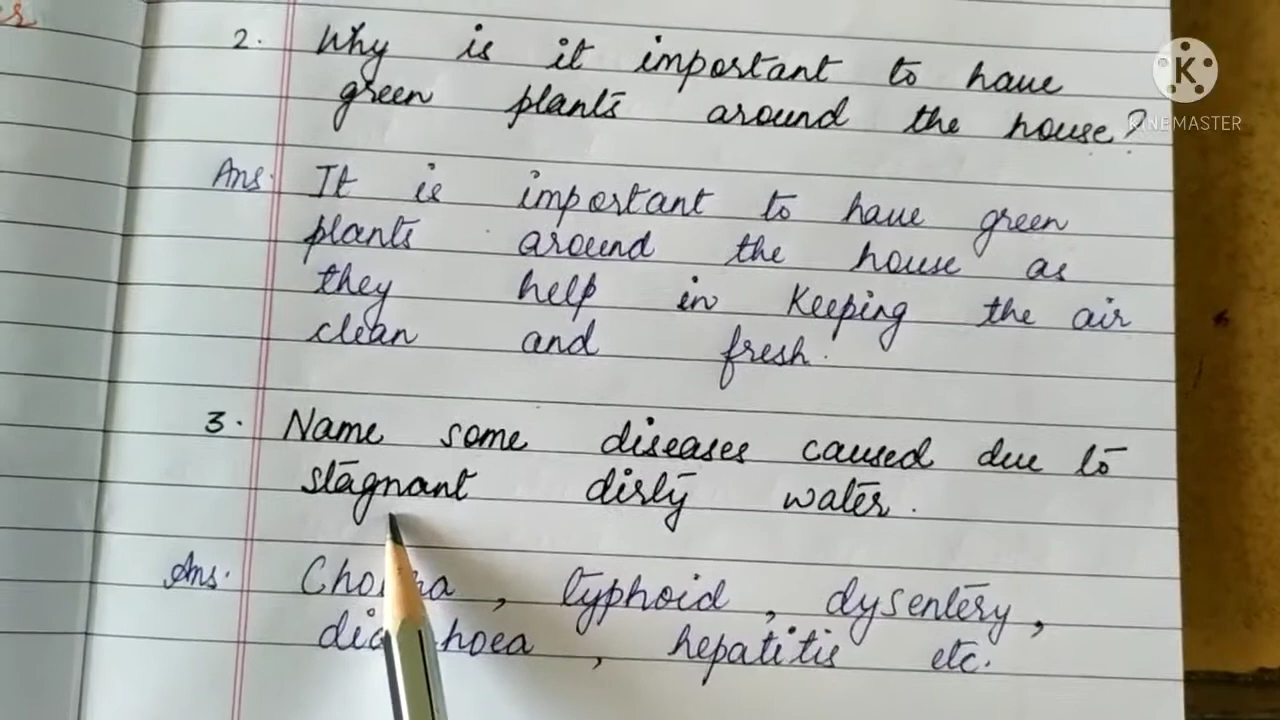 2. Why is it important to have
green plants around the house?
Ans. It is important to have green
plants around the house as
they help in keeping the air
clean and fresh.
3. Name some diseases caused due to
stagnant dirty water.
Ans. , typhoid, dysentery,
, hepatitis etc.
K
KINEMASTER